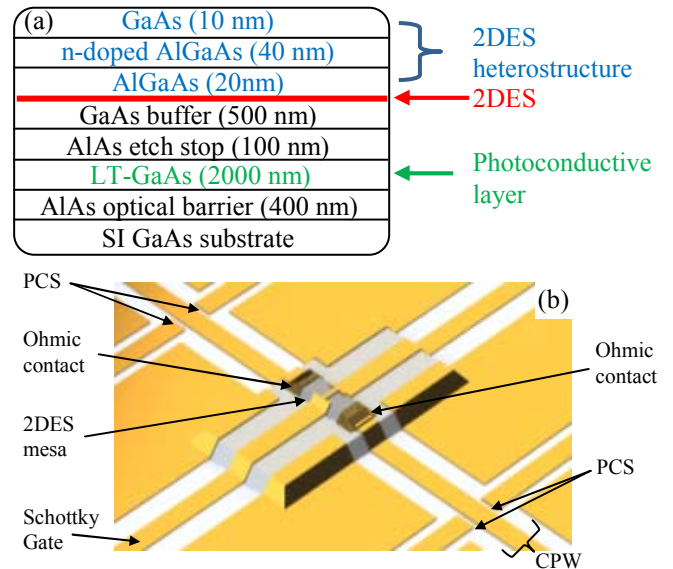 (a)
GaAs (10 nm)
n-doped AlGaAs (40 nm)
AlGaAs (20nm)
GaAs buffer (500 nm)
AlAs etch stop (100 nm)
LT-GaAs (2000 nm)
AlAs optical barrier (400 nm)
SI GaAs substrate
2DES
heterostructure
2DES
Photoconductive
layer
(b)
PCS
Ohmic
contact
2DES
mesa
Schottky
Gate
Ohmic
contact
PCS
CPW